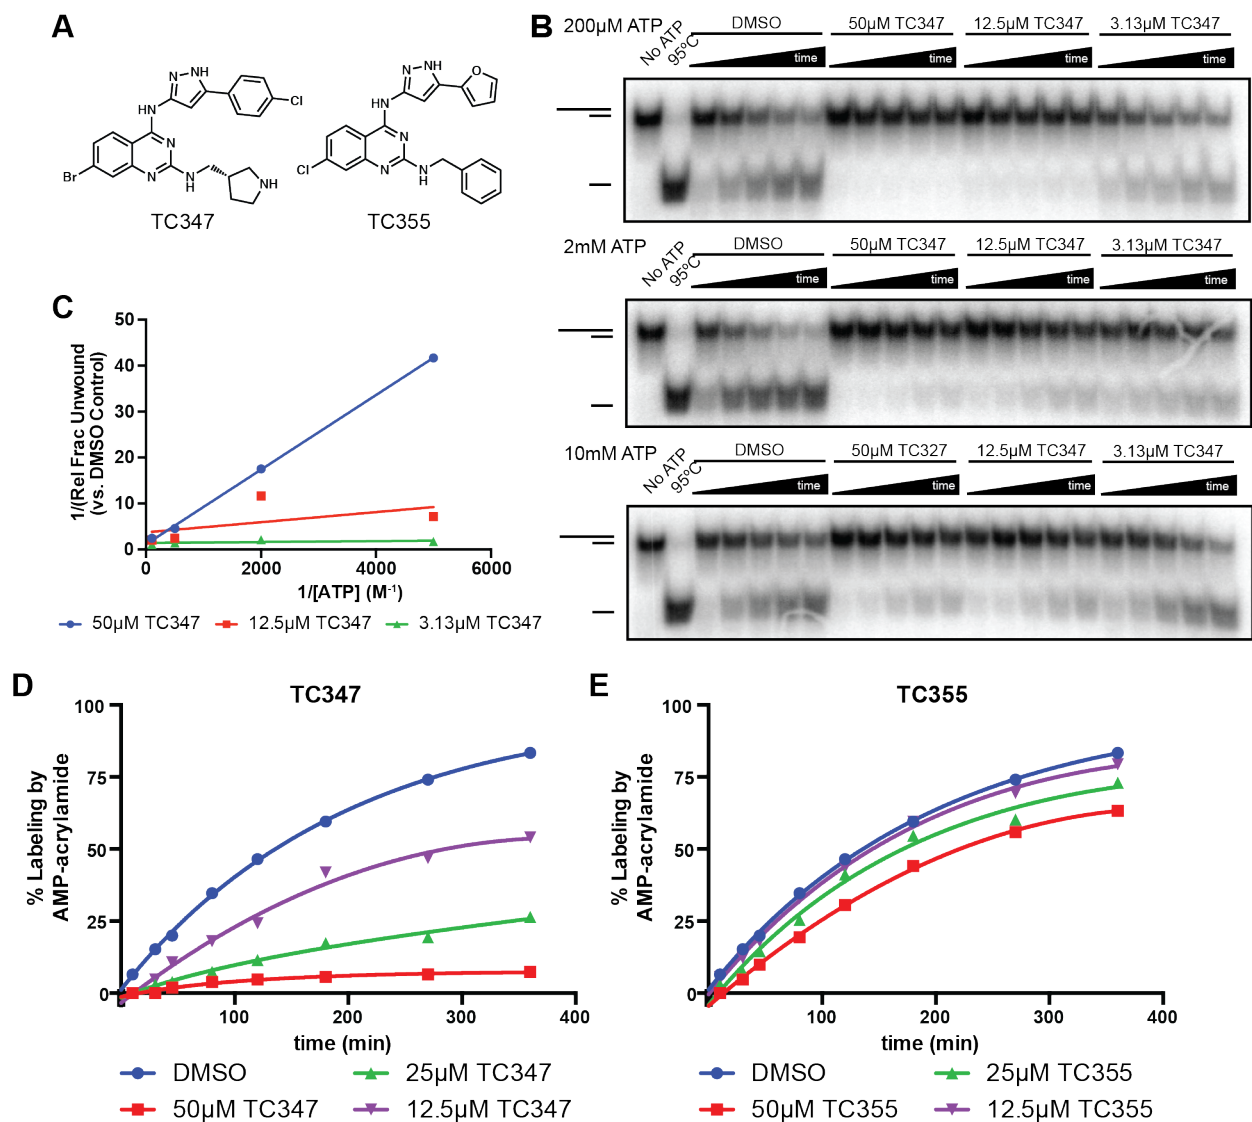 A
N
NH
HN
Cl
N
Br
N
N
H
NH
TC347
N
NH
O
HN
N
Cl
N
N
H
TC355
B
200µM ATP
No ATP
95ºC
DMSO
50µM TC347
12.5µM TC347
3.13µM TC347
time
time
time
time
2mM ATP
No ATP
95ºC
DMSO
50µM TC347
12.5µM TC347
3.13µM TC347
time
time
time
time
10mM ATP
No ATP
95ºC
DMSO
50µM TC327
12.5µM TC347
3.13µM TC347
time
time
time
time
C
1/(Rel Frac Unwound
(vs. DMSO Control)
50
40
30
20
10
0
0
2000
4000
6000
1/[ATP] (M⁻¹)
50µM TC347
12.5µM TC347
3.13µM TC347
D
TC347
% Labeling by
AMP-acrylamide
100
75
50
25
0
100
200
300
400
time (min)
DMSO
25µM TC347
50µM TC347
12.5µM TC347
E
TC355
% Labeling by
AMP-acrylamide
100
75
50
25
0
100
200
300
400
time (min)
DMSO
25µM TC355
50µM TC355
12.5µM TC355